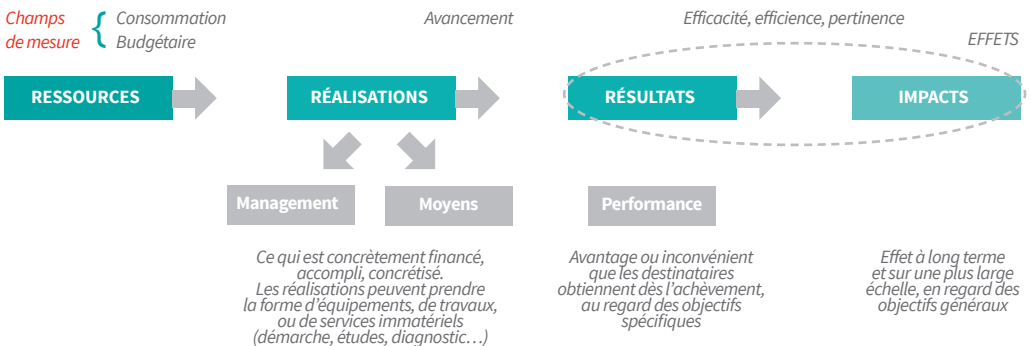 Champs
de mesure
{
Consommation
Budgétaire
Avancement
Efficacité, efficience, pertinence
EFFETS
RESSOURCES
RÉALISATIONS
RÉSULTATS
IMPACTS
Management
Moyens
Performance
Ce qui est concrètement financé,
accompli, concrétisé.
Les réalisations peuvent prendre
la forme d’équipements, de travaux,
ou de services immatériels
(démarche, études, diagnostic…)
Avantage ou inconvénient
que les destinataires
obtiennent dès l’achèvement,
au regard des objectifs
spécifiques
Effet à long terme
et sur une plus large
échelle, en regard des
objectifs généraux